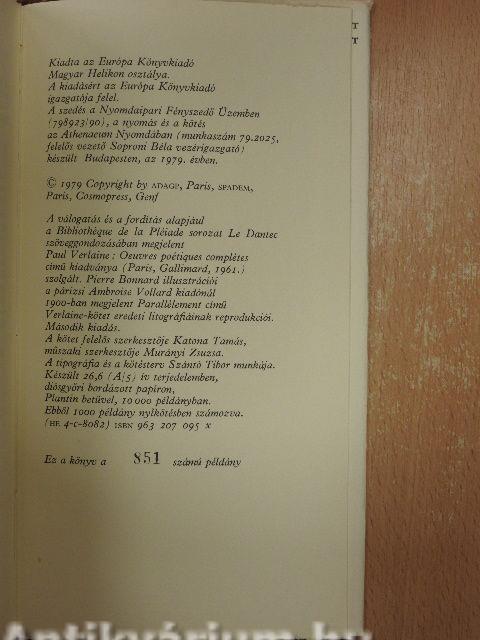 Kiadta az Európa Könyvkiadó
Magyar Helikon osztálya.
A kiadásért az Európa Könyvkiadó
igazgatója felel.
A szedés a Nyomdaipari Fényszedő Üzemben
(798923/90), a nyomás és a kötés
az Athenaeum Nyomdában (munkaszám 79.2025,
felelős vezető Soproni Béla vezérigazgató)
készült Budapesten, az 1979. évben.
© 1979 Copyright by ADAGP, Paris, SPADEM,
Paris, Cosmopress, Genf
A válogatás és a fordítás alapjául
a Bibliothèque de la Pléiade sorozat Le Dantec
szöveggondozásában megjelent
Paul Verlaine: Oeuvres poétiques complètes
című kiadványa (Paris, Gallimard, 1961.)
szolgált. Pierre Bonnard illusztrációi
a párizsi Ambroise Vollard kiadónál
1900-ban megjelent Parallèlement című
Verlaine-kötet eredeti litográfiáinak reprodukciói.
Második kiadás.
A kötet felelős szerkesztője Katona Tamás,
műszaki szerkesztője Murányi Zsuzsa.
A tipográfia és a kötésterv Szántó Tibor munkája.
Készült 26,6 (A/5) ív terjedelemben,
diósgyőri bordázott papíron,
Plantin betűvel, 10 000 példányban.
Ebből 1000 példány nylkötésben számozva.
(HE 4-c-8082) ISBN 963 207 095 x
Ez a könyv a 851 számú példány
T
T
Antikvárium.hu